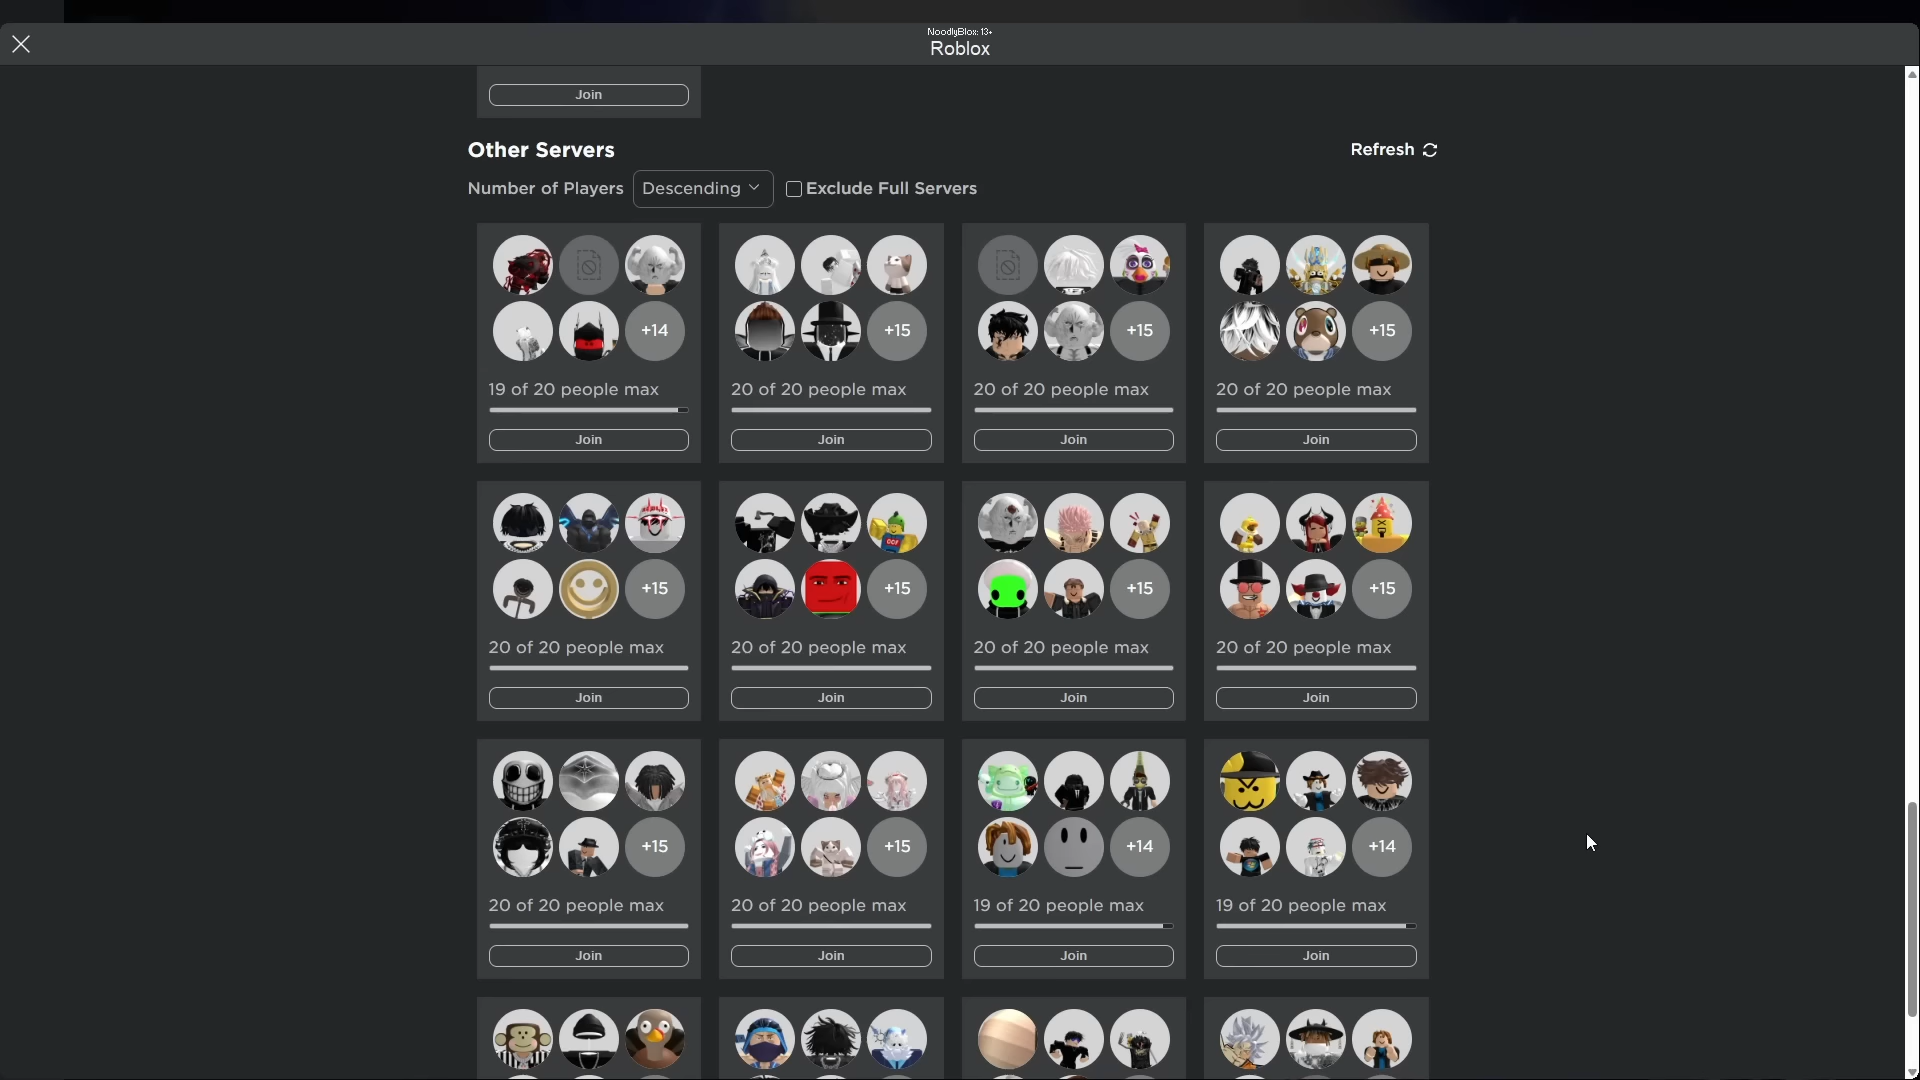 NoodlyBlox: 13+
Roblox
Join
Other Servers
Refresh
Number of Players Descending Exclude Full Servers
+14 +15 +15 +15
19 of 20 people max 20 of 20 people max 20 of 20 people max 20 of 20 people max
Join Join Join Join
OOF
+15 +15 +15 +15
20 of 20 people max 20 of 20 people max 20 of 20 people max 20 of 20 people max
Join Join Join Join
+15 +15 +14 +14
20 of 20 people max 20 of 20 people max 19 of 20 people max 19 of 20 people max
Join Join Join Join